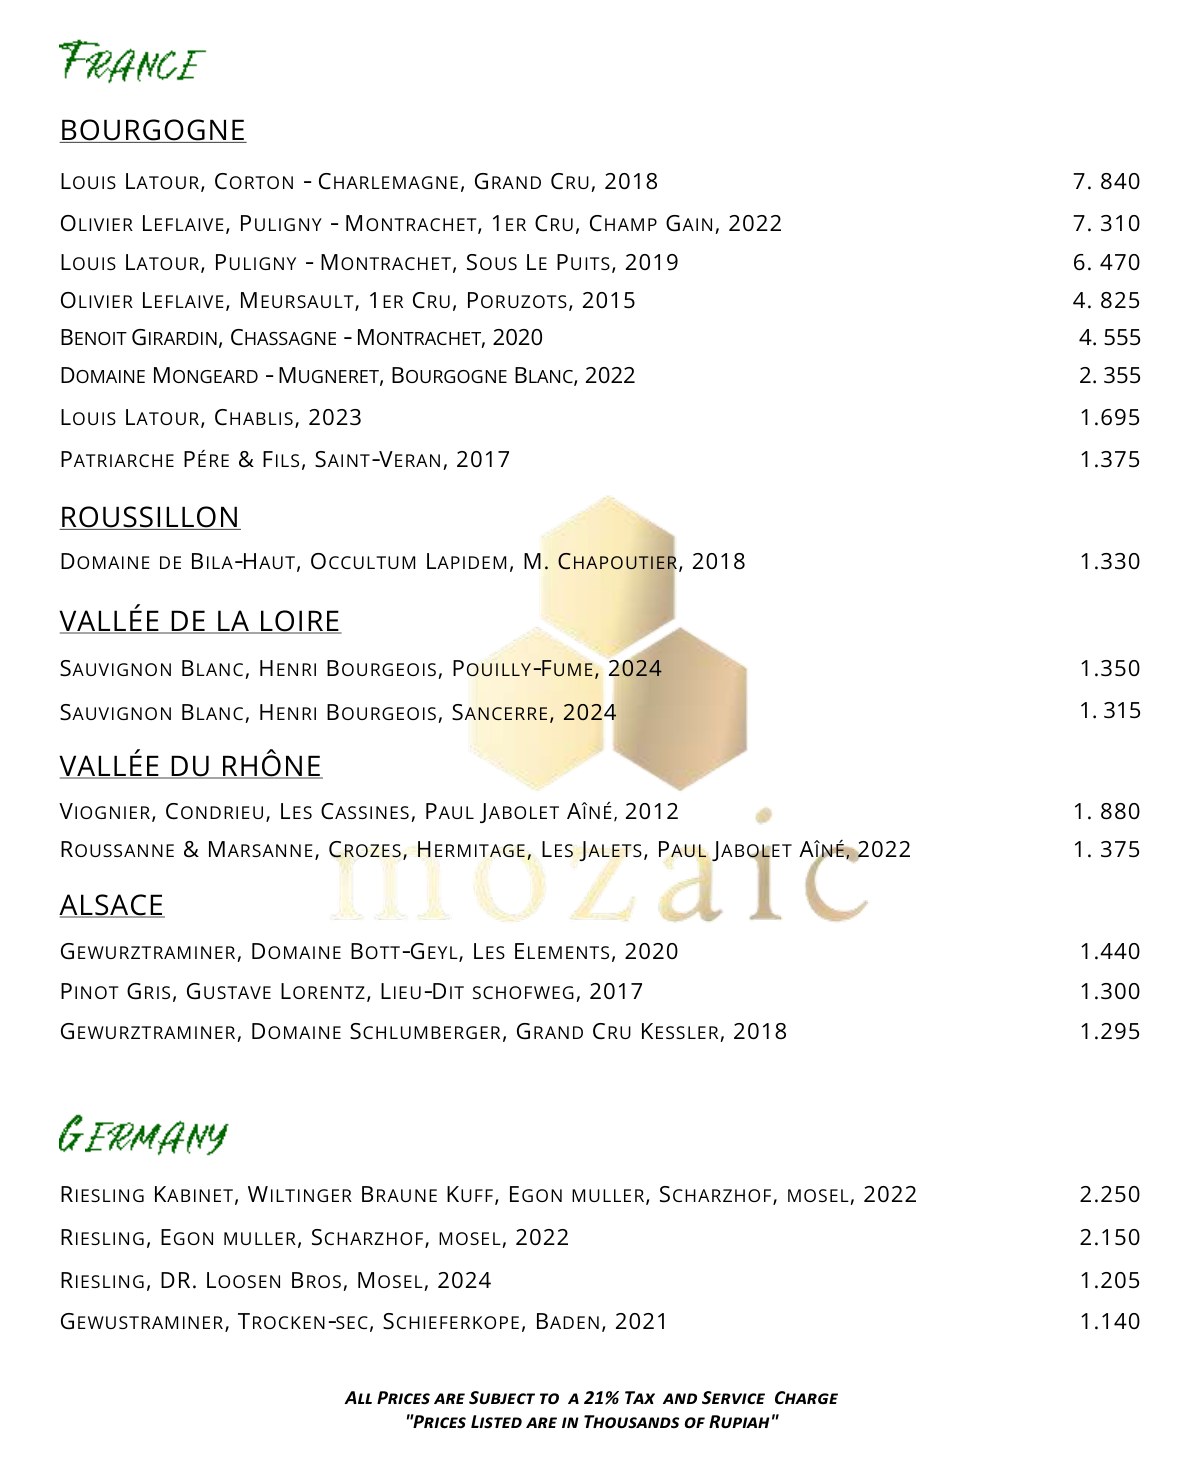 France
BOURGOGNE
Louis Latour, Corton - Charlemagne, Grand Cru, 2018 7. 840
Olivier Leflaive, Puligny - Montrachet, 1er Cru, Champ Gain, 2022 7. 310
Louis Latour, Puligny - Montrachet, Sous Le Puits, 2019 6. 470
Olivier Leflaive, Meursault, 1er Cru, Poruzots, 2015 4. 825
Benoit Girardin, Chassagne - Montrachet, 2020 4. 555
Domaine Mongeard - Mugneret, Bourgogne Blanc, 2022 2. 355
Louis Latour, Chablis, 2023 1.695
Patriarche Pére & Fils, Saint-Veran, 2017 1.375
ROUSSILLON
Domaine de Bila-Haut, Occultum Lapidem, M. Chapoutier, 2018 1.330
VALLÉE DE LA LOIRE
Sauvignon Blanc, Henri Bourgeois, Pouilly-Fume, 2024 1.350
Sauvignon Blanc, Henri Bourgeois, Sancerre, 2024 1. 315
VALLÉE DU RHÔNE
Viognier, Condrieu, Les Cassines, Paul Jabolet Aîné, 2012 1. 880
Roussanne & Marsanne, Crozes, Hermitage, Les Jalets, Paul Jabolet Aîné, 2022 1. 375
mozaic
ALSACE
Gewurztraminer, Domaine Bott-Geyl, Les Elements, 2020 1.440
Pinot Gris, Gustave Lorentz, Lieu-Dit schofweg, 2017 1.300
Gewurztraminer, Domaine Schlumberger, Grand Cru Kessler, 2018 1.295
Germany
Riesling Kabinet, Wiltinger Braune Kuff, Egon muller, Scharzhof, mosel, 2022 2.250
Riesling, Egon muller, Scharzhof, mosel, 2022 2.150
Riesling, DR. Loosen Bros, Mosel, 2024 1.205
Gewustraminer, Trocken-sec, Schieferkope, Baden, 2021 1.140
All Prices are Subject to a 21% Tax and Service Charge
"Prices Listed are in Thousands of Rupiah"